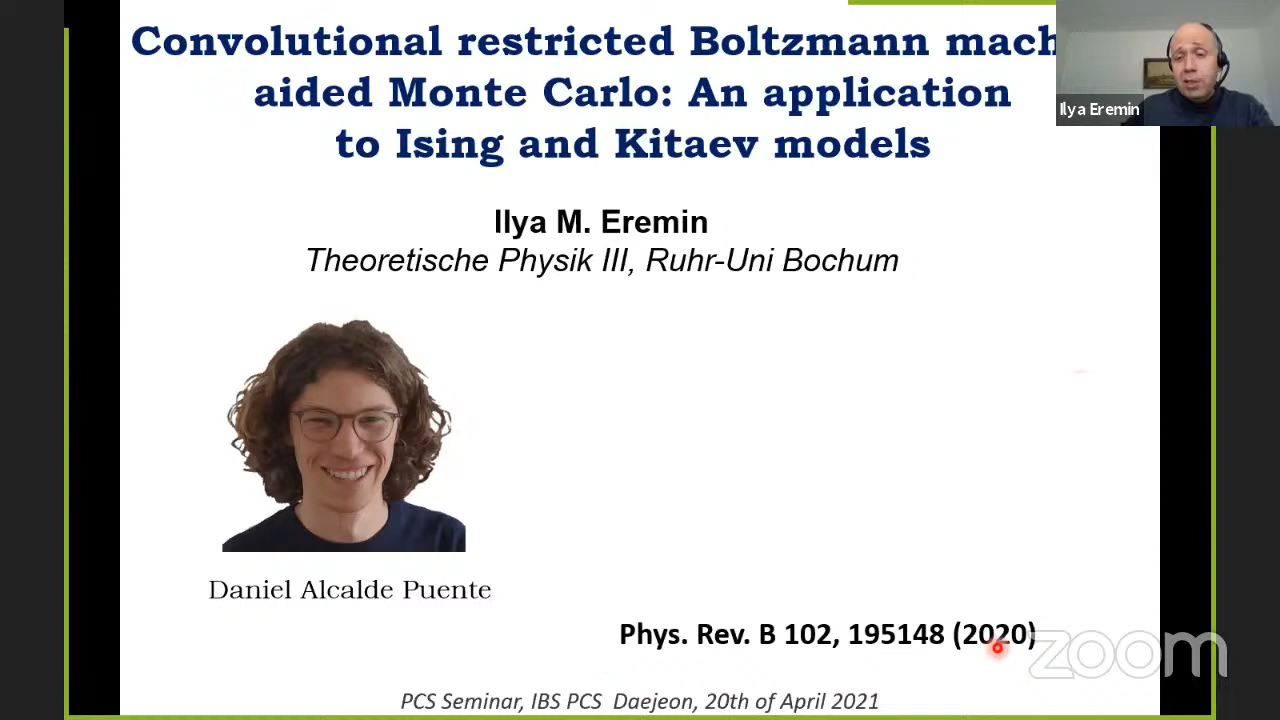 Convolutional restricted Boltzmann mach
aided Monte Carlo: An application
to Ising and Kitaev models
Ilya Eremin
Ilya M. Eremin
Theoretische Physik III, Ruhr-Uni Bochum
Daniel Alcalde Puente
Phys. Rev. B 102, 195148 (2020)
zoom
PCS Seminar, IBS PCS Daejeon, 20th of April 2021